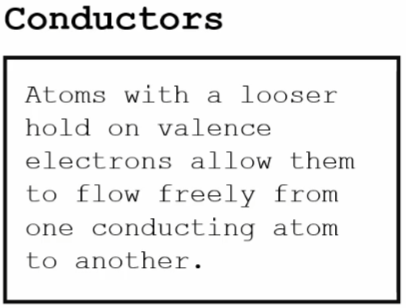 Conductors
Atoms with a looser
hold on valence
electrons allow them
to flow freely from
one conducting atom
to another.